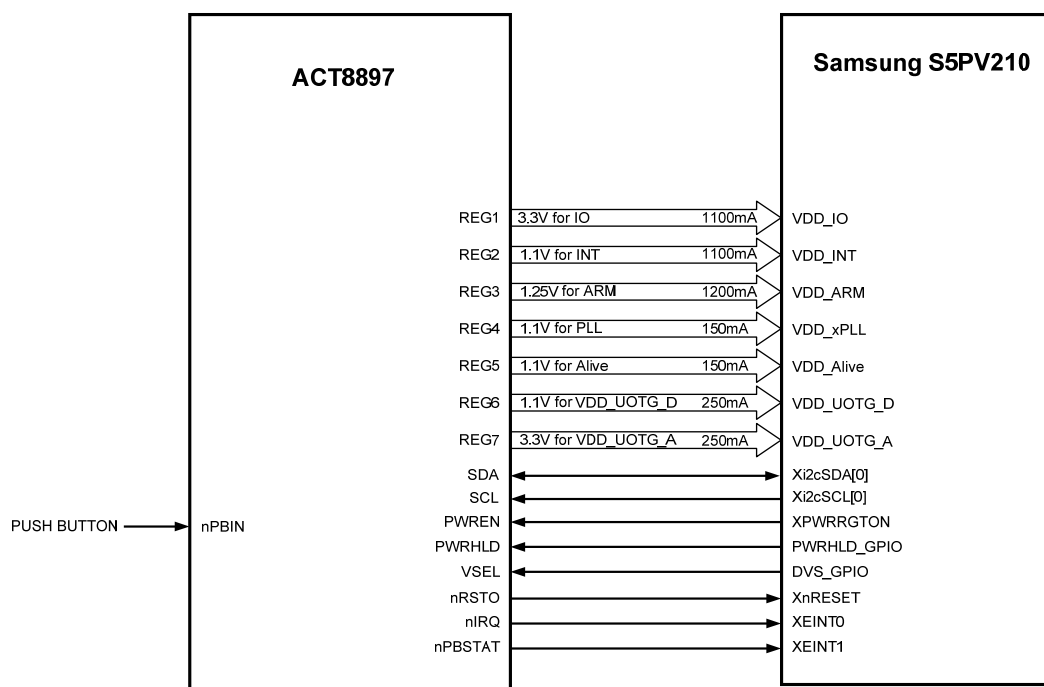 ACT8897
Samsung S5PV210
REG1 3.3V for IO 1100mA VDD_IO
REG2 1.1V for INT 1100mA VDD_INT
REG3 1.25V for ARM 1200mA VDD_ARM
REG4 1.1V for PLL 150mA VDD_xPLL
REG5 1.1V for Alive 150mA VDD_Alive
REG6 1.1V for VDD_UOTG_D 250mA VDD_UOTG_D
REG7 3.3V for VDD_UOTG_A 250mA VDD_UOTG_A
SDA Xi2cSDA[0]
SCL Xi2cSCL[0]
PUSH BUTTON nPBIN PWREN XPWRRGTON
PWRHLD PWRHLD_GPIO
VSEL DVS_GPIO
nRSTO XnRESET
nIRQ XEINT0
nPBSTAT XEINT1